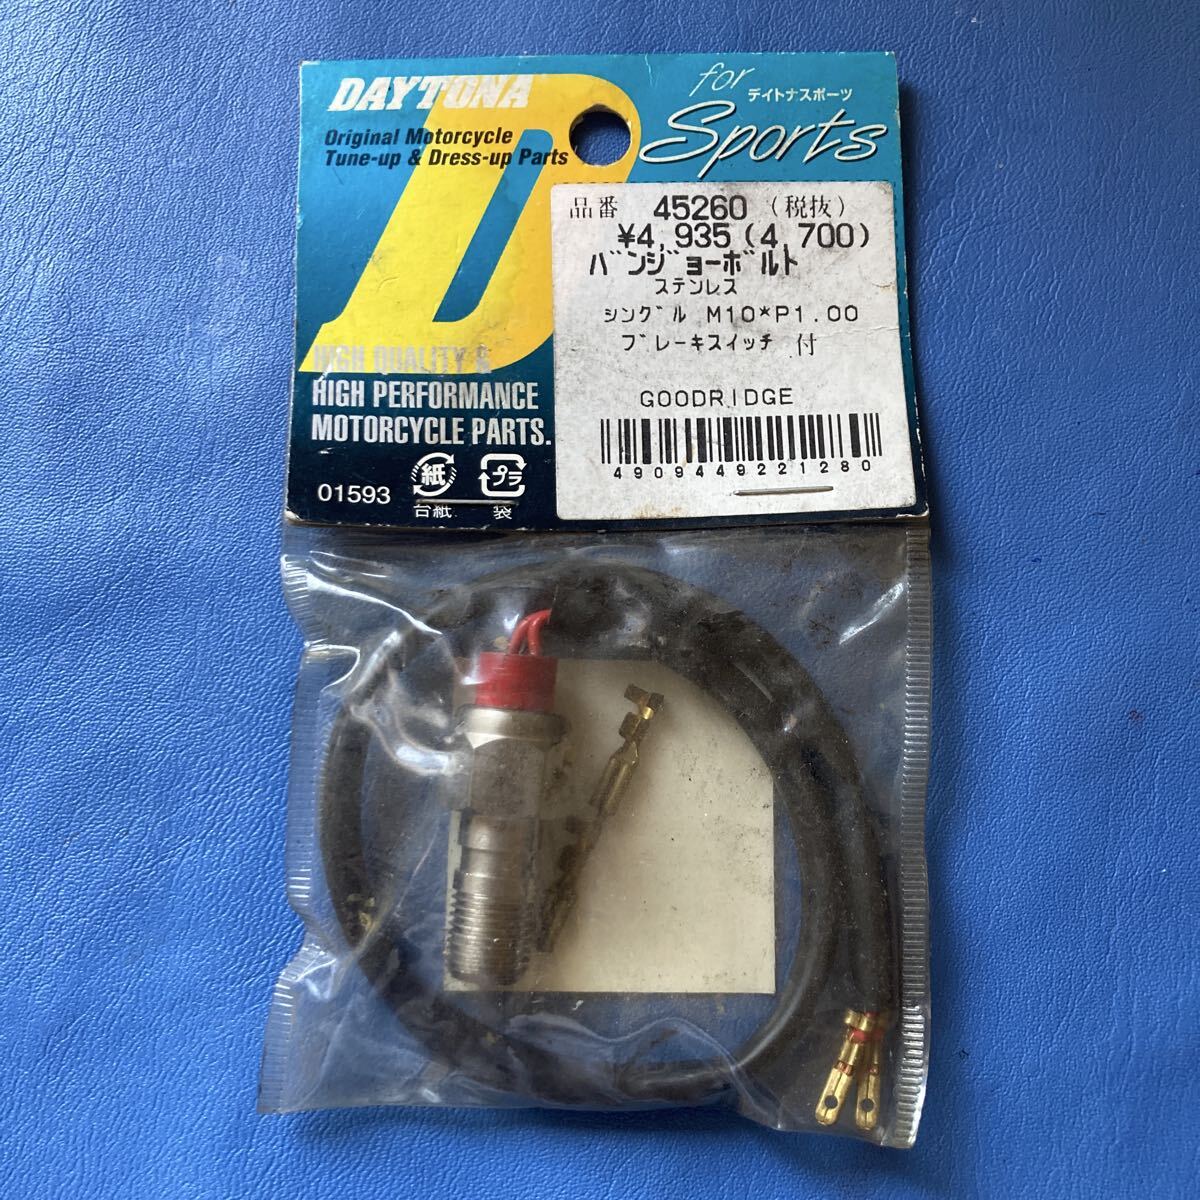 DAYTONA
Original Motorcycle
Tune-up & Dress-up Parts
for
デイトナスポーツ
Sports
品番 45260 (税抜)
¥4,935(4,700)
バンジョーボルト
ステンレス
シングル M10*P1.00
ブレーキスイッチ 付
GOODRIDGE
4909449221280
HIGH QUALITY &
HIGH PERFORMANCE
MOTORCYCLE PARTS.
01593
紙
台紙
プラ
袋